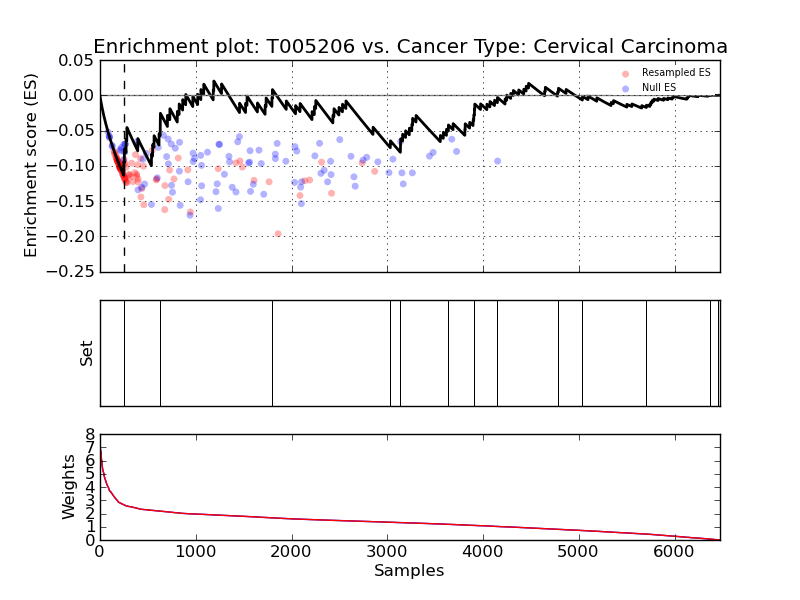 Enrichment plot: T005206 vs. Cancer Type: Cervical Carcinoma
0.05
0.00
−0.05
−0.10
−0.15
−0.20
−0.25
Enrichment score (ES)
Resampled ES
Null ES
Set
8
7
6
5
4
3
2
1
0
Weights
0 1000 2000 3000 4000 5000 6000
Samples